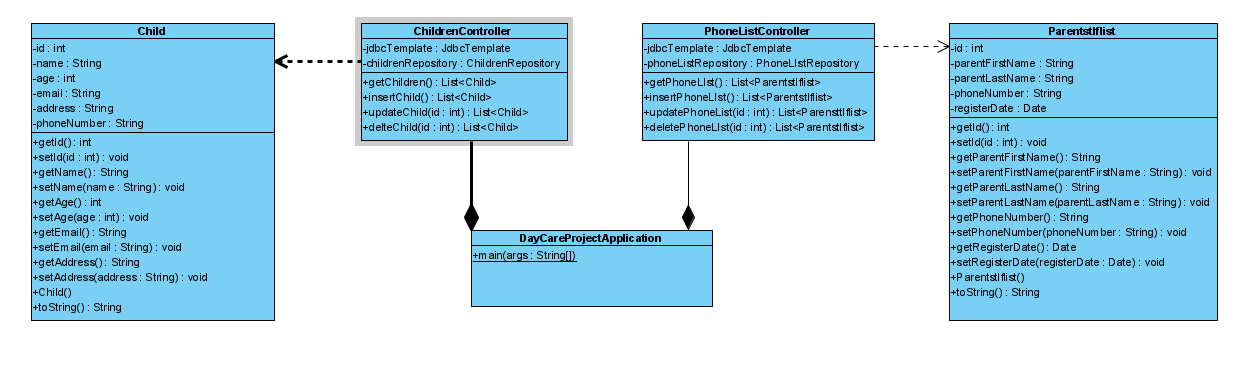 Child
-id : int
-name : String
-age : int
-email : String
-address : String
-phoneNumber : String
+getId() : int
+setId(id : int) : void
+getName() : String
+setName(name : String) : void
+getAge() : int
+setAge(age : int) : void
+getEmail() : String
+setEmail(email : String) : void
+getAddress() : String
+setAddress(address : String) : void
+Child()
+toString() : String
ChildrenController
-jdbcTemplate : JdbcTemplate
-childrenRepository : ChildrenRepository
+getChildren() : List<Child>
+insertChild() : List<Child>
+updateChild(id : int) : List<Child>
+delteChild(id : int) : List<Child>
PhoneListController
-jdbcTemplate : JdbcTemplate
-phoneListRepository : PhoneLIstRepository
+getPhoneLIst() : List<ParentstIflist>
+insertPhoneLIst() : List<ParentstIflist>
+updatePhoneList(id : int) : List<ParensttIflist>
+deletePhoneLIst(id : int) : List<ParentstIflist>
ParentstIflist
-id : int
-parentFirstName : String
-parentLastName : String
-phoneNumber : String
-registerDate : Date
+getId() : int
+setId(id : int) : void
+getParentFirstName() : String
+setParentFirstName(parentFirstName : String) : void
+getParentLastName() : String
+setParentLastName(parentLastName : String) : void
+getPhoneNumber() : String
+setPhoneNumber(phoneNumber : String) : void
+getRegisterDate() : Date
+setRegisterDate(registerDate : Date) : void
+ParentstIflist()
+toString() : String
DayCareProjectApplication
+main(args : String[])